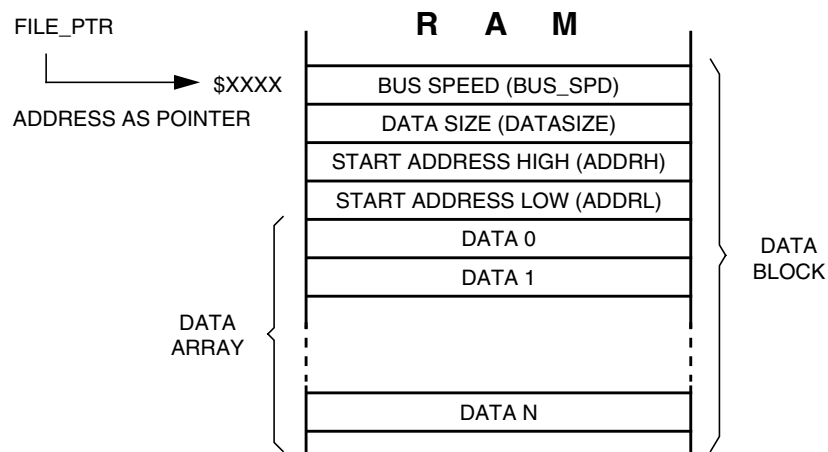 R A M
FILE_PTR
$XXXX
ADDRESS AS POINTER
BUS SPEED (BUS_SPD)
DATA SIZE (DATASIZE)
START ADDRESS HIGH (ADDRH)
START ADDRESS LOW (ADDRL)
DATA 0
DATA 1
DATA
BLOCK
DATA
ARRAY
DATA N